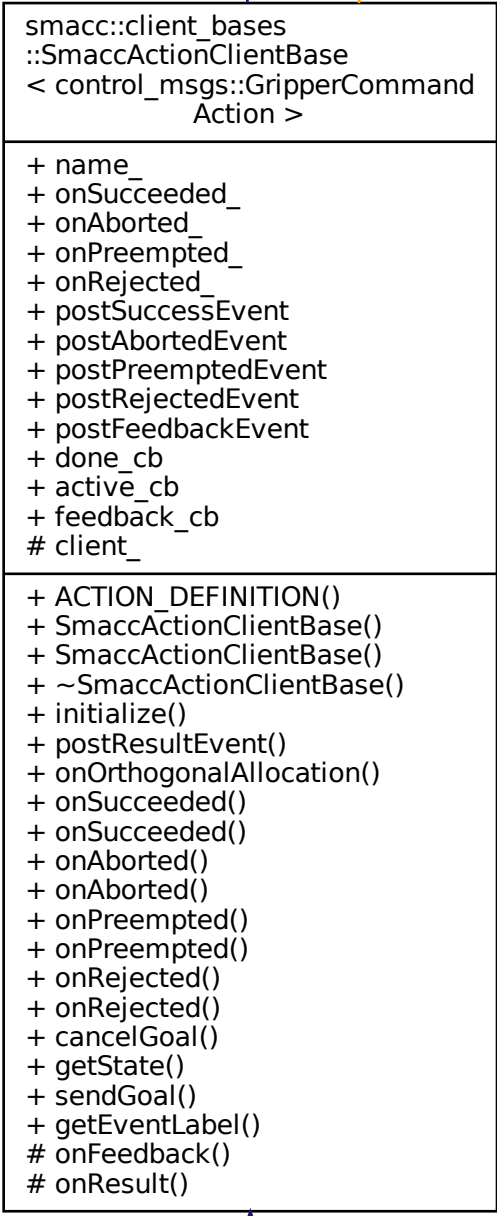 smacc::client_bases
::SmaccActionClientBase
< control_msgs::GripperCommand
Action >
+ name_
+ onSucceeded_
+ onAborted_
+ onPreempted_
+ onRejected_
+ postSuccessEvent
+ postAbortedEvent
+ postPreemptedEvent
+ postRejectedEvent
+ postFeedbackEvent
+ done_cb
+ active_cb
+ feedback_cb
# client_
+ ACTION_DEFINITION()
+ SmaccActionClientBase()
+ SmaccActionClientBase()
+ ~SmaccActionClientBase()
+ initialize()
+ postResultEvent()
+ onOrthogonalAllocation()
+ onSucceeded()
+ onSucceeded()
+ onAborted()
+ onAborted()
+ onPreempted()
+ onPreempted()
+ onRejected()
+ onRejected()
+ cancelGoal()
+ getState()
+ sendGoal()
+ getEventLabel()
# onFeedback()
# onResult()